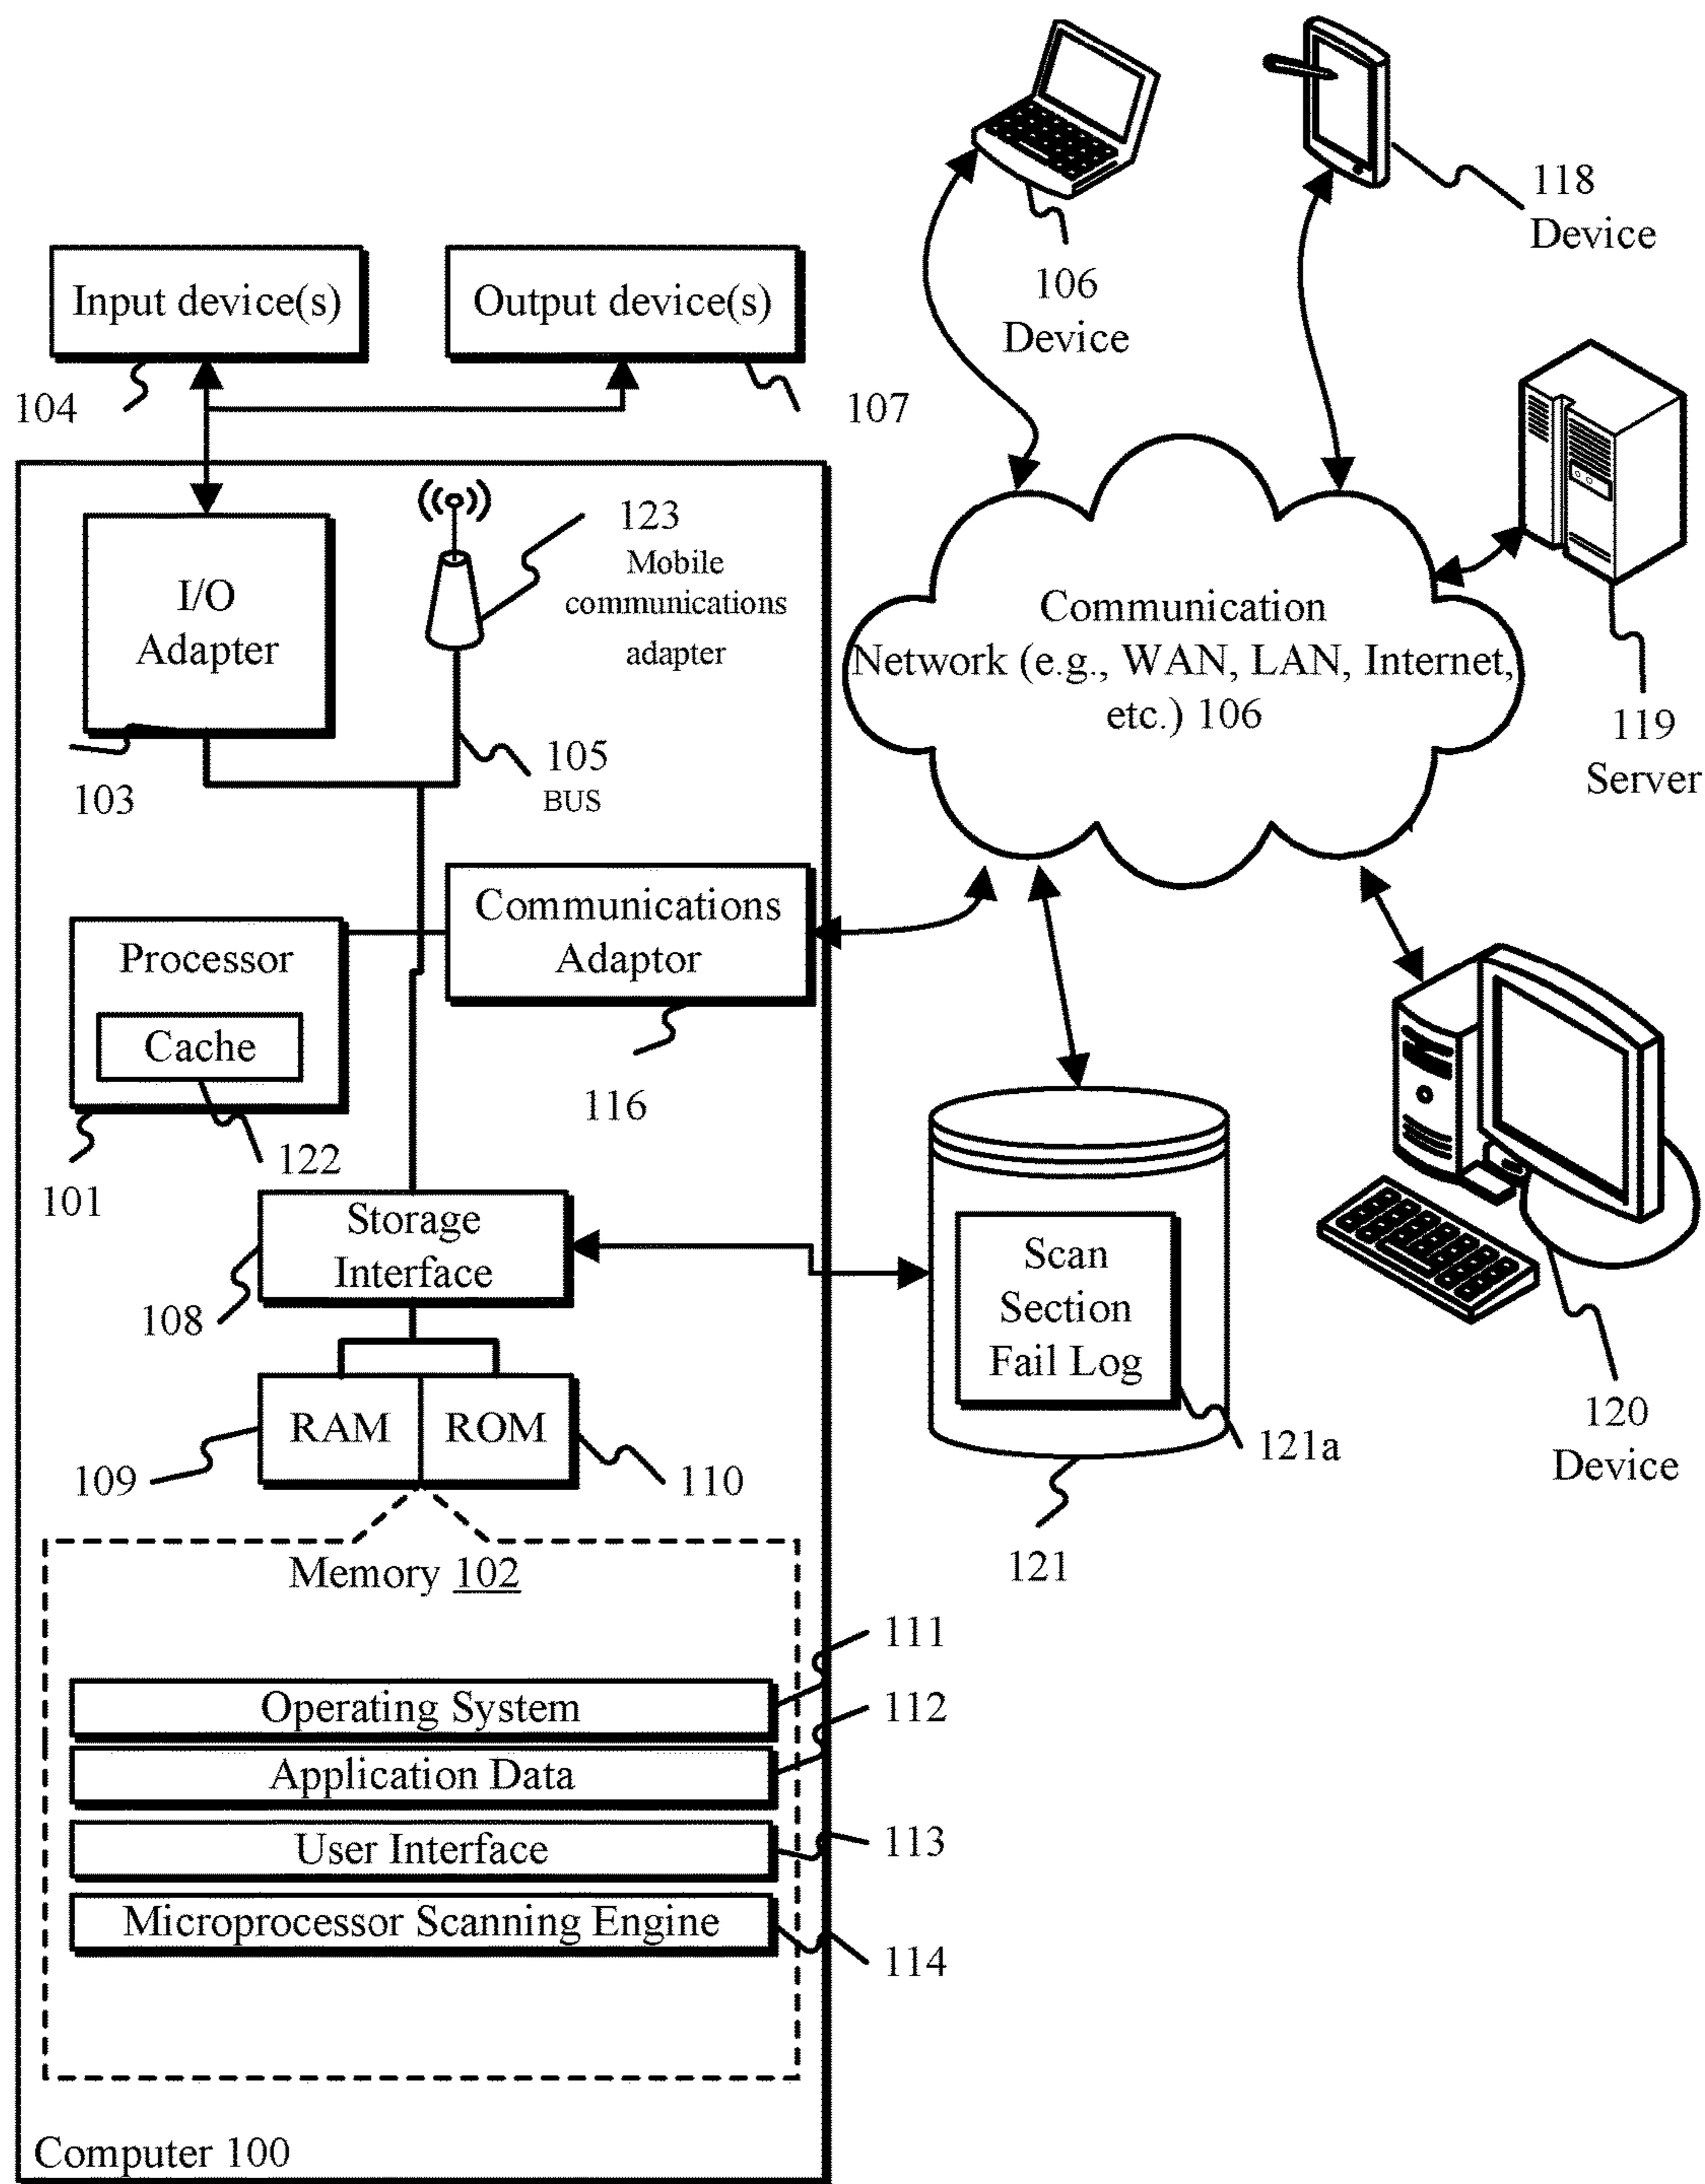 118
Device
106
Device
Input device(s)
Output device(s)
104
107
123
Mobile
communications
adapter
I/O
Adapter
Communication
Network (e.g., WAN, LAN, Internet,
etc.) 106
119
Server
105
BUS
103
Communications
Adaptor
Processor
Cache
116
122
101
Storage
Interface
108
Scan
Section
Fail Log
RAM
ROM
109
110
121a
120
Device
121
Memory 102
111
Operating System
112
Application Data
113
User Interface
Microprocessor Scanning Engine
114
Computer 100